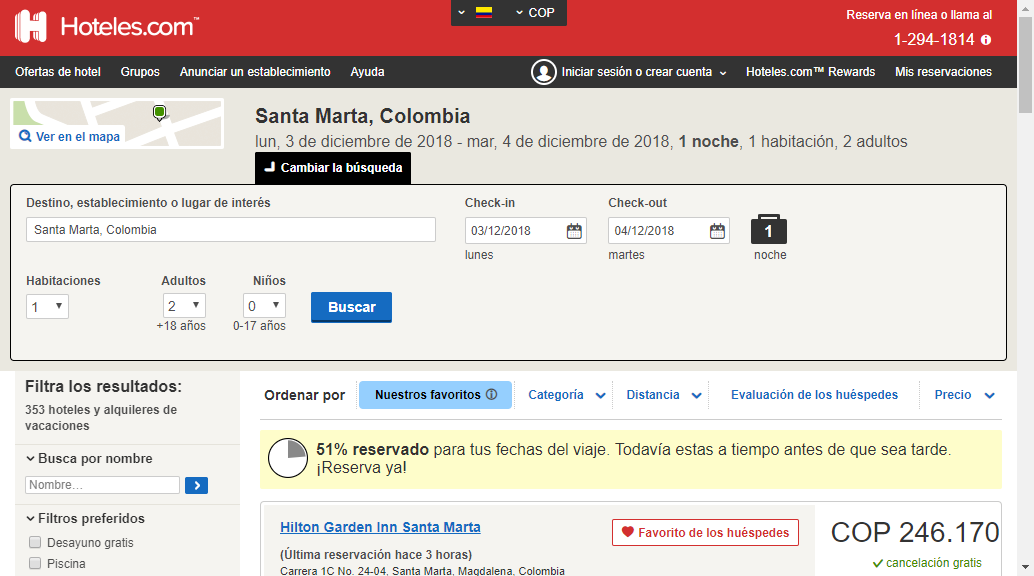 Hoteles.com™
COP
Reserva en línea o llama al
1-294-1814
Ofertas de hotel Grupos Anunciar un establecimiento Ayuda Iniciar sesión o crear cuenta Hoteles.com™ Rewards Mis reservaciones
Ver en el mapa
Santa Marta, Colombia
lun, 3 de diciembre de 2018 - mar, 4 de diciembre de 2018, 1 noche, 1 habitación, 2 adultos
Cambiar la búsqueda
Destino, establecimiento o lugar de interés Check-in Check-out
Santa Marta, Colombia 03/12/2018 04/12/2018 1
lunes martes noche
Habitaciones Adultos Niños
1 2 0 Buscar
+18 años 0-17 años
Filtra los resultados:
353 hoteles y alquileres de
vacaciones
Busca por nombre
Nombre…
Filtros preferidos
Desayuno gratis
Piscina
Ordenar por Nuestros favoritos Categoría Distancia Evaluación de los huéspedes Precio
51% reservado para tus fechas del viaje. Todavía estas a tiempo antes de que sea tarde.
¡Reserva ya!
Hilton Garden Inn Santa Marta
Favorito de los huéspedes
COP 246.170
(Última reservación hace 3 horas)
cancelación gratis
Carrera 1C No. 24-04, Santa Marta, Magdalena, Colombia